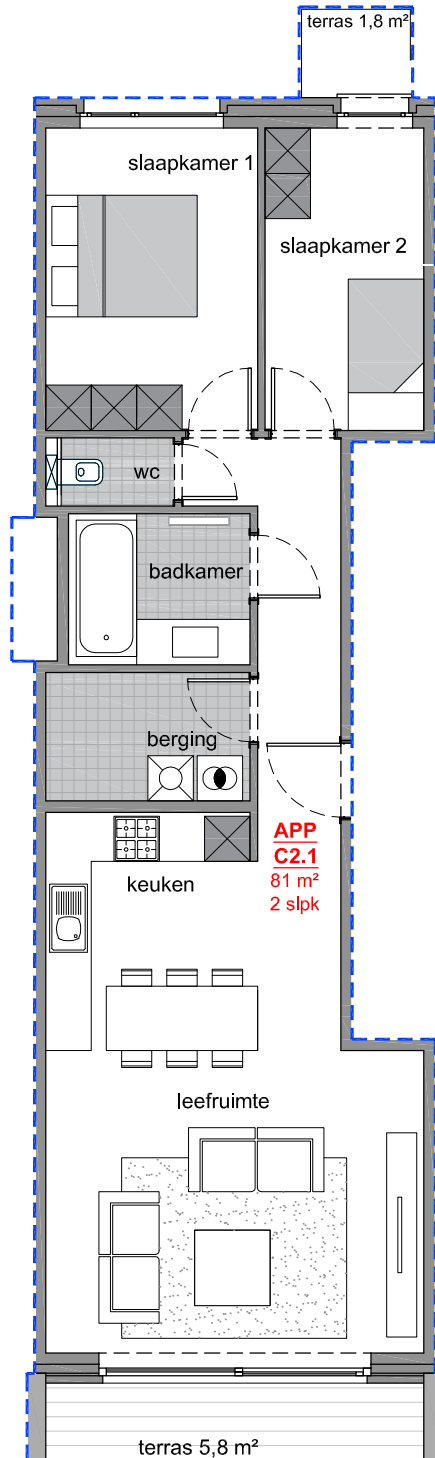 terras 1,8 m²
slaapkamer 1
slaapkamer 2
wc
badkamer
berging
APP
C2.1
81 m²
2 slpk
keuken
leefruimte
terras 5,8 m²